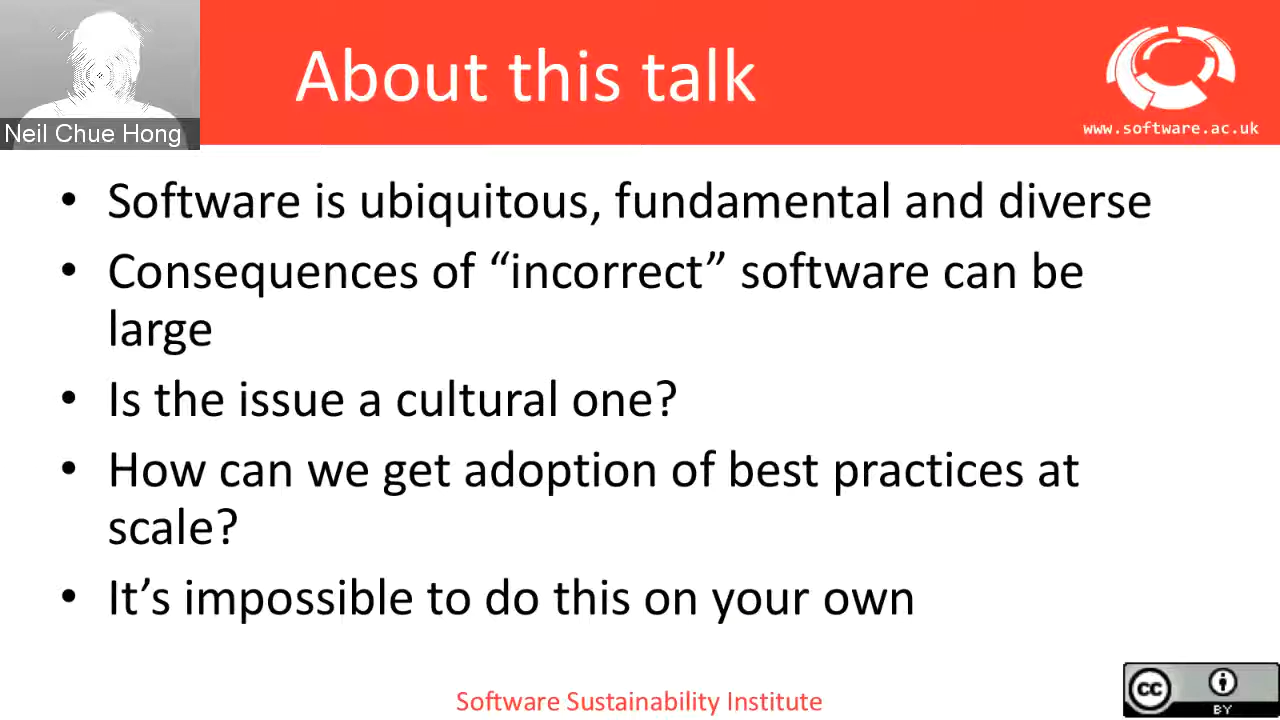 About this talk
www.software.ac.uk
Neil Chue Hong
• Software is ubiquitous, fundamental and diverse
• Consequences of “incorrect” software can be
large
• Is the issue a cultural one?
• How can we get adoption of best practices at
scale?
• It’s impossible to do this on your own
Software Sustainability Institute
CC
BY